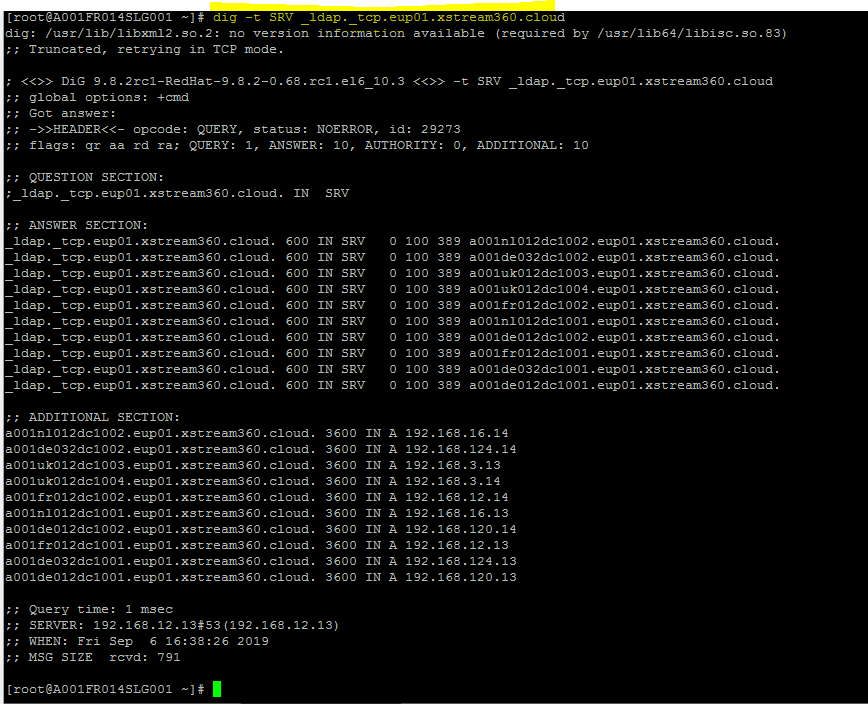 [root@A001FR014SLG001 ~]# dig -t SRV _ldap._tcp.eup01.xstream360.cloud
dig: /usr/lib/libxml2.so.2: no version information available (required by /usr/lib64/libisc.so.83)
;; Truncated, retrying in TCP mode.

; <<>> DiG 9.8.2rc1-RedHat-9.8.2-0.68.rc1.el6_10.3 <<>> -t SRV _ldap._tcp.eup01.xstream360.cloud
;; global options: +cmd
;; Got answer:
;; ->>HEADER<<- opcode: QUERY, status: NOERROR, id: 29273
;; flags: qr aa rd ra; QUERY: 1, ANSWER: 10, AUTHORITY: 0, ADDITIONAL: 10

;; QUESTION SECTION:
;_ldap._tcp.eup01.xstream360.cloud. IN  SRV

;; ANSWER SECTION:
_ldap._tcp.eup01.xstream360.cloud. 600 IN SRV   0 100 389 a001nl012dc1002.eup01.xstream360.cloud.
_ldap._tcp.eup01.xstream360.cloud. 600 IN SRV   0 100 389 a001de032dc1002.eup01.xstream360.cloud.
_ldap._tcp.eup01.xstream360.cloud. 600 IN SRV   0 100 389 a001uk012dc1003.eup01.xstream360.cloud.
_ldap._tcp.eup01.xstream360.cloud. 600 IN SRV   0 100 389 a001uk012dc1004.eup01.xstream360.cloud.
_ldap._tcp.eup01.xstream360.cloud. 600 IN SRV   0 100 389 a001fr012dc1002.eup01.xstream360.cloud.
_ldap._tcp.eup01.xstream360.cloud. 600 IN SRV   0 100 389 a001nl012dc1001.eup01.xstream360.cloud.
_ldap._tcp.eup01.xstream360.cloud. 600 IN SRV   0 100 389 a001de012dc1002.eup01.xstream360.cloud.
_ldap._tcp.eup01.xstream360.cloud. 600 IN SRV   0 100 389 a001fr012dc1001.eup01.xstream360.cloud.
_ldap._tcp.eup01.xstream360.cloud. 600 IN SRV   0 100 389 a001de032dc1001.eup01.xstream360.cloud.
_ldap._tcp.eup01.xstream360.cloud. 600 IN SRV   0 100 389 a001de012dc1001.eup01.xstream360.cloud.

;; ADDITIONAL SECTION:
a001nl012dc1002.eup01.xstream360.cloud. 3600 IN A 192.168.16.14
a001de032dc1002.eup01.xstream360.cloud. 3600 IN A 192.168.124.14
a001uk012dc1003.eup01.xstream360.cloud. 3600 IN A 192.168.3.13
a001uk012dc1004.eup01.xstream360.cloud. 3600 IN A 192.168.3.14
a001fr012dc1002.eup01.xstream360.cloud. 3600 IN A 192.168.12.14
a001nl012dc1001.eup01.xstream360.cloud. 3600 IN A 192.168.16.13
a001de012dc1002.eup01.xstream360.cloud. 3600 IN A 192.168.120.14
a001fr012dc1001.eup01.xstream360.cloud. 3600 IN A 192.168.12.13
a001de032dc1001.eup01.xstream360.cloud. 3600 IN A 192.168.124.13
a001de012dc1001.eup01.xstream360.cloud. 3600 IN A 192.168.120.13

;; Query time: 1 msec
;; SERVER: 192.168.12.13#53(192.168.12.13)
;; WHEN: Fri Sep  6 16:38:26 2019
;; MSG SIZE  rcvd: 791

[root@A001FR014SLG001 ~]#